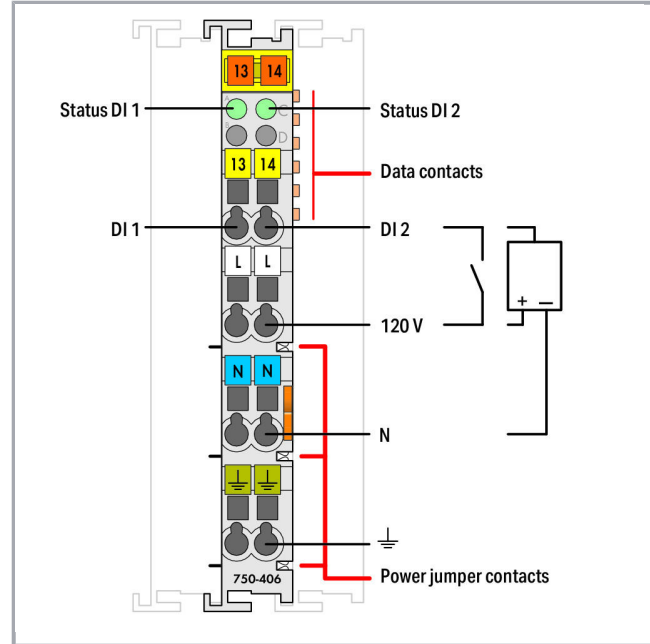 13 14
A C
Status DI 1
Status DI 2
B D
13 14
Data contacts
DI 1
DI 2
L L
+ −
120 V
N N
N
Power jumper contacts
750-406